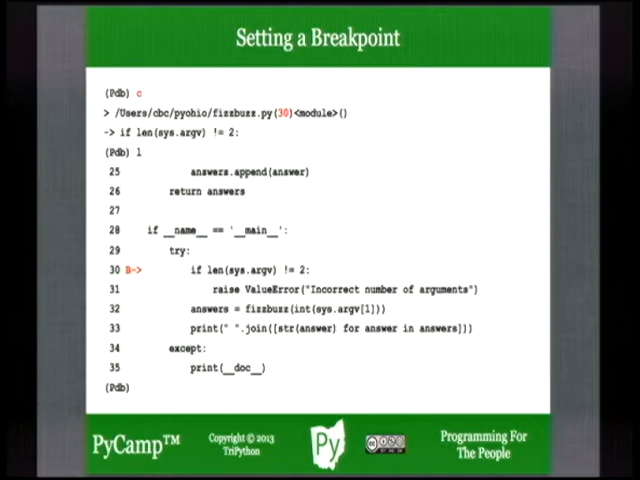 Setting a Breakpoint
(Pdb) c
> /Users/cbc/pyohio/fizzbuzz.py(30)<module>()
-> if len(sys.argv) != 2:
(Pdb) l
25 answers.append(answer)
26 return answers
27
28 if __name__ == '__main__':
29 try:
30 B-> if len(sys.argv) != 2:
31 raise ValueError("Incorrect number of arguments")
32 answers = fizzbuzz(int(sys.argv[1]))
33 print(" ".join([str(answer) for answer in answers]))
34 except:
35 print(__doc__)
(Pdb)
PyCamp™
Copyright © 2013
TriPython
Py
Programming For
The People